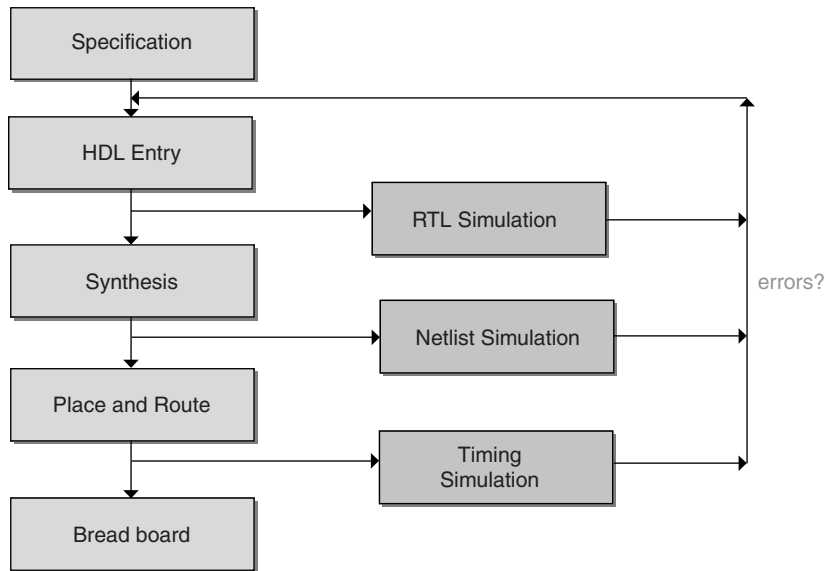 Specification
HDL Entry
RTL Simulation
Synthesis
errors?
Netlist Simulation
Place and Route
Timing
Simulation
Bread board